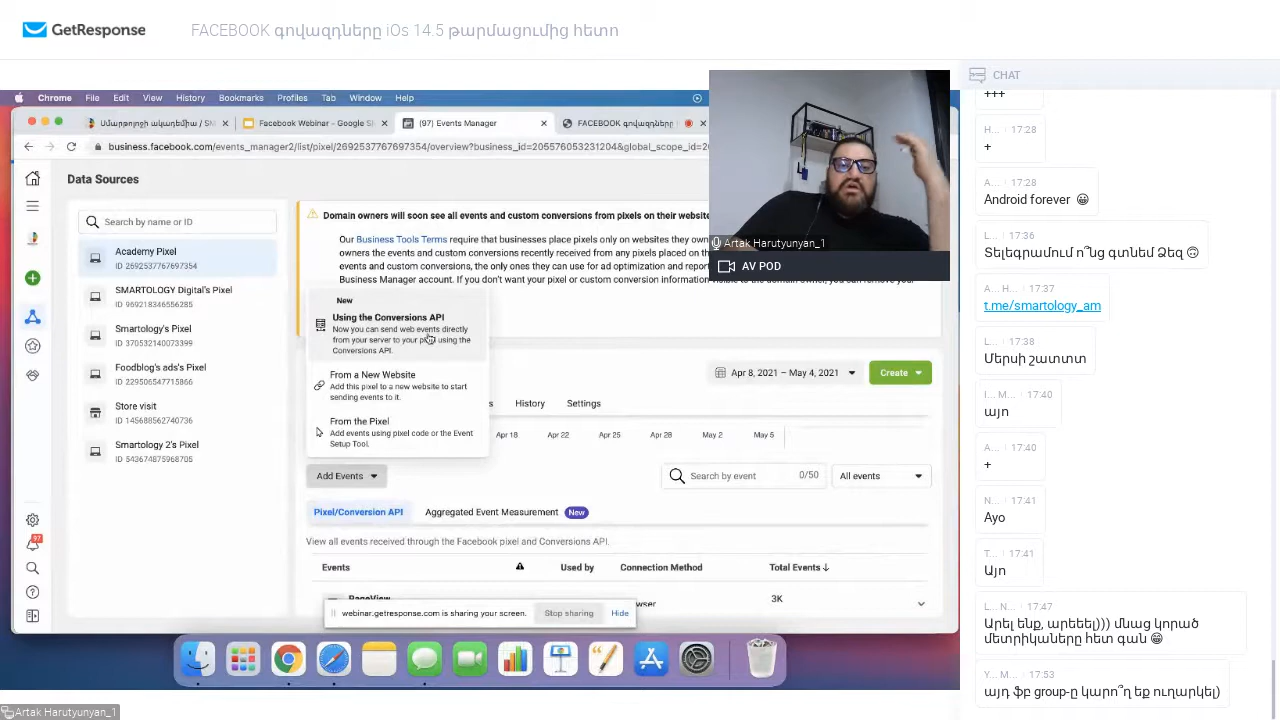 GetResponse
FACEBOOK գովազդները iOs 14.5 թարմացումից հետո
CHAT
Chrome File Edit View History Bookmarks Profiles Tab Window Help
Սմարթոլոջի ակադեմիա / SM
Facebook Webinar – Google Sl
(97) Events Manager
FACEBOOK գովազդները
business.facebook.com/events_manager2/list/pixel/2692537767697354/overview?business_id=205576053231204&global_scope_id=20
Data Sources
Search by name or ID
Academy Pixel
ID 2692537767697354
SMARTOLOGY Digital's Pixel
ID 969218346556285
Smartology's Pixel
ID 370532140073399
Foodblog's ads's Pixel
ID 229506547715866
Store visit
ID 145688562740736
Smartology 2's Pixel
ID 543674875968705
97
Domain owners will soon see all events and custom conversions from pixels on their website
Our Business Tools Terms require that businesses place pixels only on websites they own
owners the events and custom conversions recently received from any pixels placed on the
events and custom conversions, the only ones they can use for ad optimization and repor
Business Manager account. If you don't want your pixel or custom conversion information
New
Using the Conversions API
Now you can send web events directly
from your server to your pixel using the
Conversions API.
From a New Website
Add this pixel to a new website to start
sending events to it.
From the Pixel
Add events using pixel code or the Event
Setup Tool.
Apr 8, 2021 – May 4, 2021
Create
History Settings
Apr 18 Apr 22 Apr 25 Apr 28 May 2 May 5
Add Events
Search by event 0/50
All events
Pixel/Conversion API Aggregated Event Measurement New
View all events received through the Facebook pixel and Conversions API.
Events Used by Connection Method Total Events
PageView
3K
webinar.getresponse.com is sharing your screen. Stop sharing Hide
Artak Harutyunyan_1
AV POD
Artak Harutyunyan_1
+++
H... 17:28
+
A... 17:28
Android forever 😀
L... 17:36
Տելեգրամում ո՞նց գտնեմ Ձեզ 🙃
A... H... 17:37
t.me/smartology_am
L... 17:38
Մերսի շատտտ
I... M... 17:40
այո
A... 17:40
+
N... 17:41
Ayo
T... 17:41
Այո
L... N... 17:47
Արել ենք, արեեել))) մնաց կորած
մետրիկաները հետ գան 😁
Y... M... 17:53
այդ ֆբ group-ը կարո՞ղ եք ուղարկել)